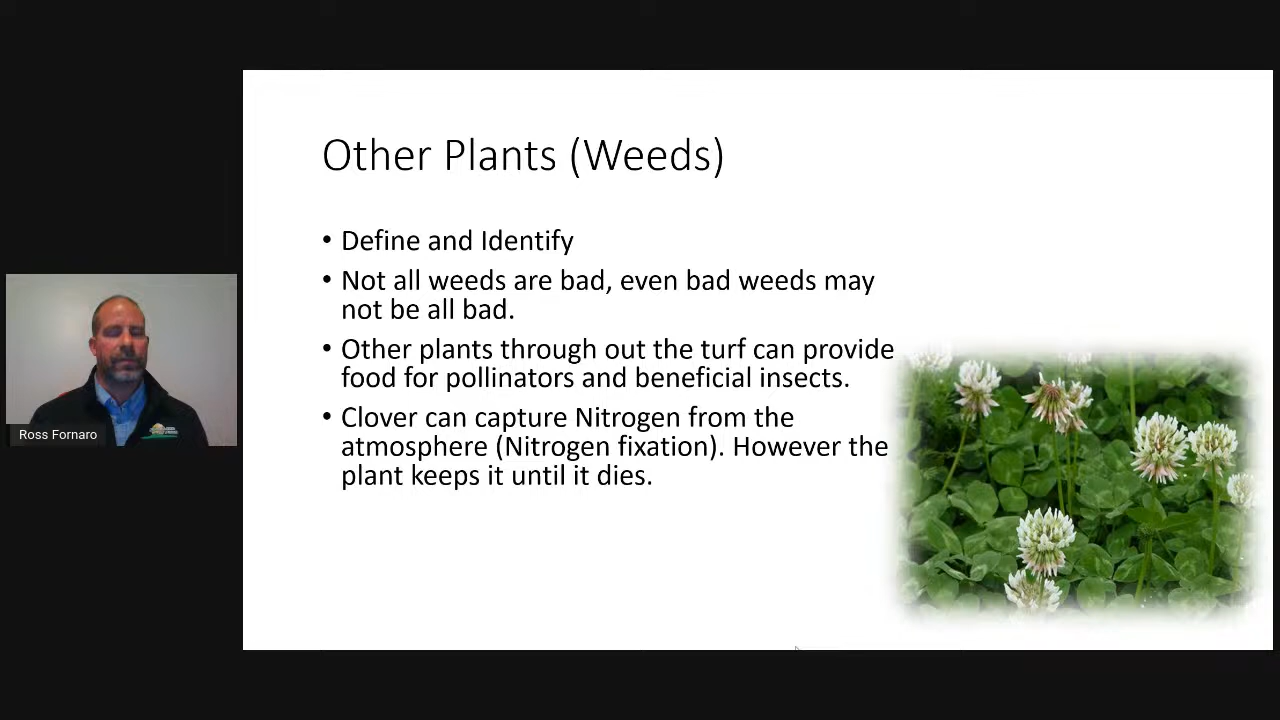 Other Plants (Weeds)
• Define and Identify
• Not all weeds are bad, even bad weeds may
not be all bad.
• Other plants through out the turf can provide
food for pollinators and beneficial insects.
• Clover can capture Nitrogen from the
atmosphere (Nitrogen fixation). However the
plant keeps it until it dies.
Ross Fornaro